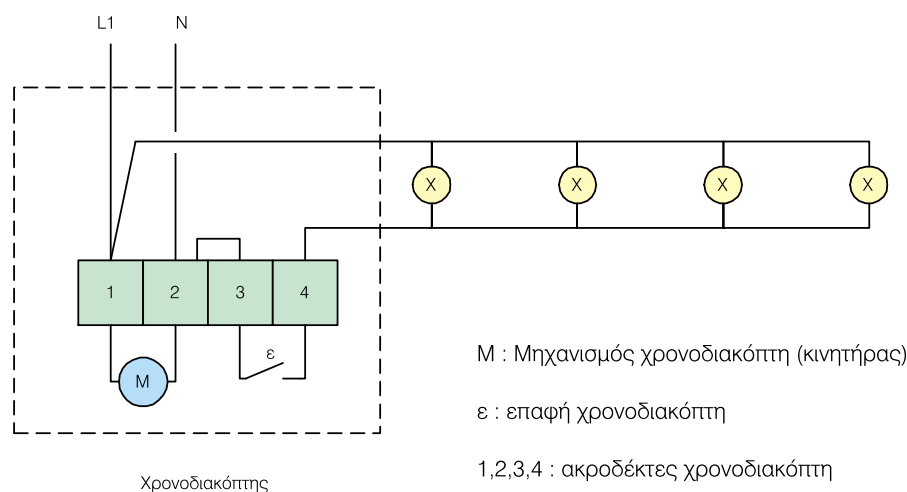 L1 N
X X X X
1 2 3 4
ε
M
M : Μηχανισμός χρονοδιακόπτη (κινητήρας)
ε : επαφή χρονοδιακόπτη
1,2,3,4 : ακροδέκτες χρονοδιακόπτη
Χρονοδιακόπτης